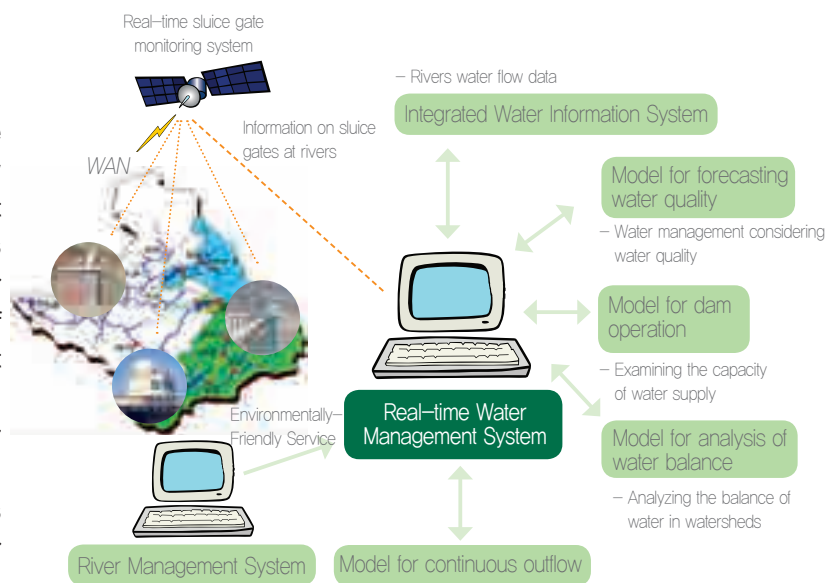 Real-time sluice gate
monitoring system
WAN
Information on sluice
gates at rivers
– Rivers water flow data
Integrated Water Information System
Model for forecasting
water quality
– Water management considering
water quality
Model for dam
operation
– Examining the capacity
of water supply
Environmentally-
Friendly Service
Real-time Water
Management System
Model for analysis of
water balance
– Analyzing the balance of
water in watersheds
River Management System
Model for continuous outflow